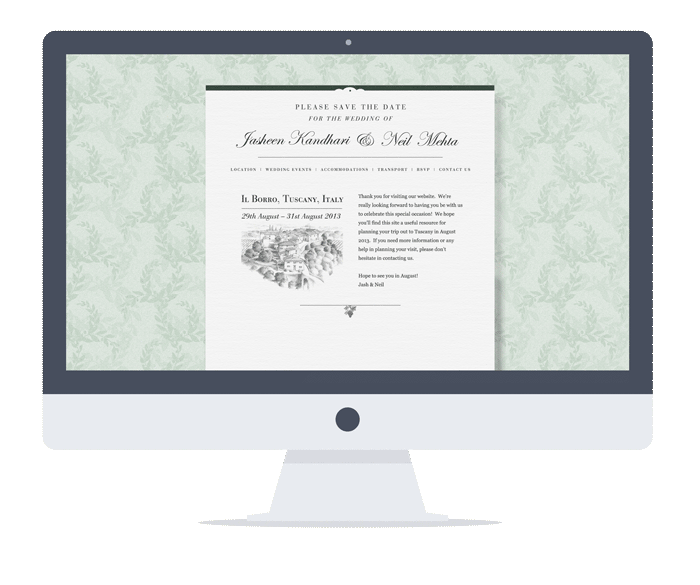 PLEASE SAVE THE DATE
FOR THE WEDDING OF
Jasheen Kandhari & Neil Mehta
LOCATION | WEDDING EVENTS | ACCOMMODATIONS | TRANSPORT | RSVP | CONTACT US
IL BORRO, TUSCANY, ITALY
29th August – 31st August 2013
Thank you for visiting our website. We're
really looking forward to having you be with us
to celebrate this special occasion! We hope
you'll find this site a useful resource for
planning your trip out to Tuscany in August
2013. If you need more information or any
help in planning your visit, please don't
hesitate in contacting us.
Hope to see you in August!
Jash & Neil